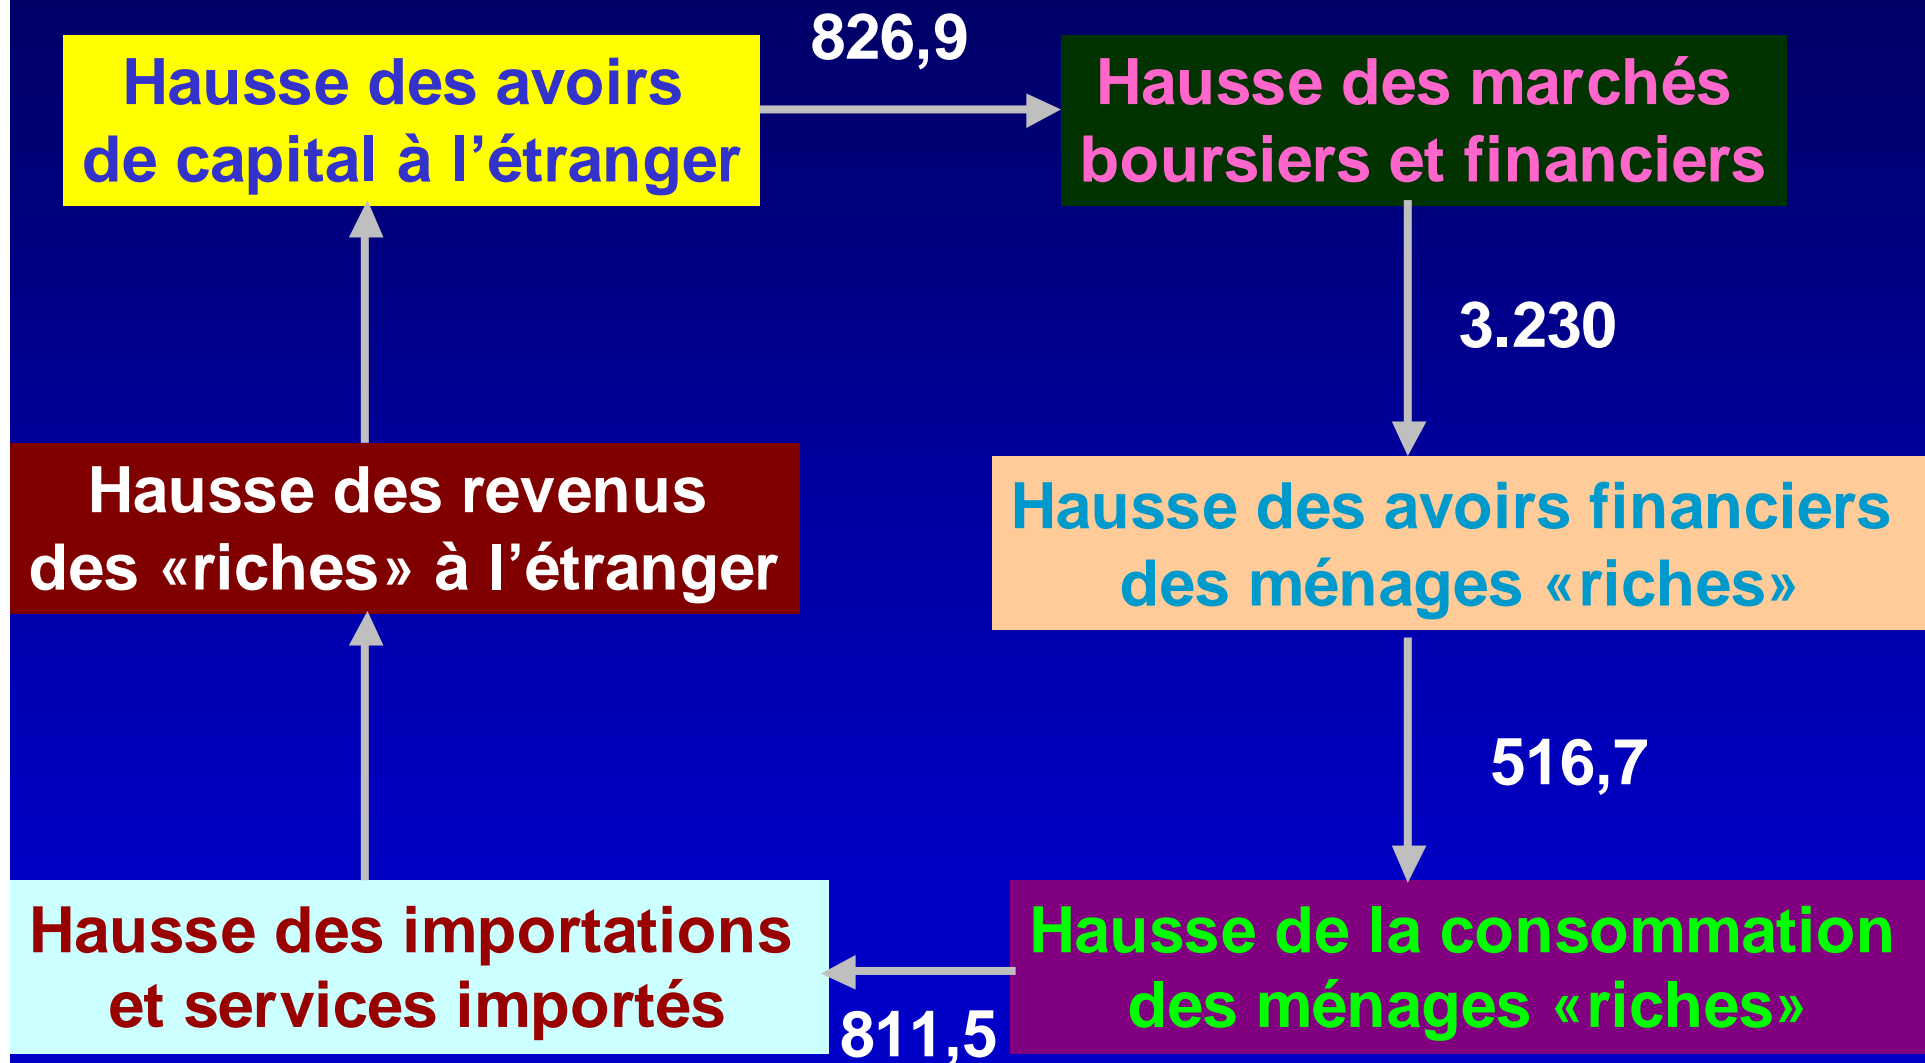 826,9
Hausse des avoirs
de capital à l’étranger
Hausse des marchés
boursiers et financiers
3.230
Hausse des revenus
des «riches» à l’étranger
Hausse des avoirs financiers
des ménages «riches»
516,7
Hausse des importations
et services importés
811,5
Hausse de la consommation
des ménages «riches»